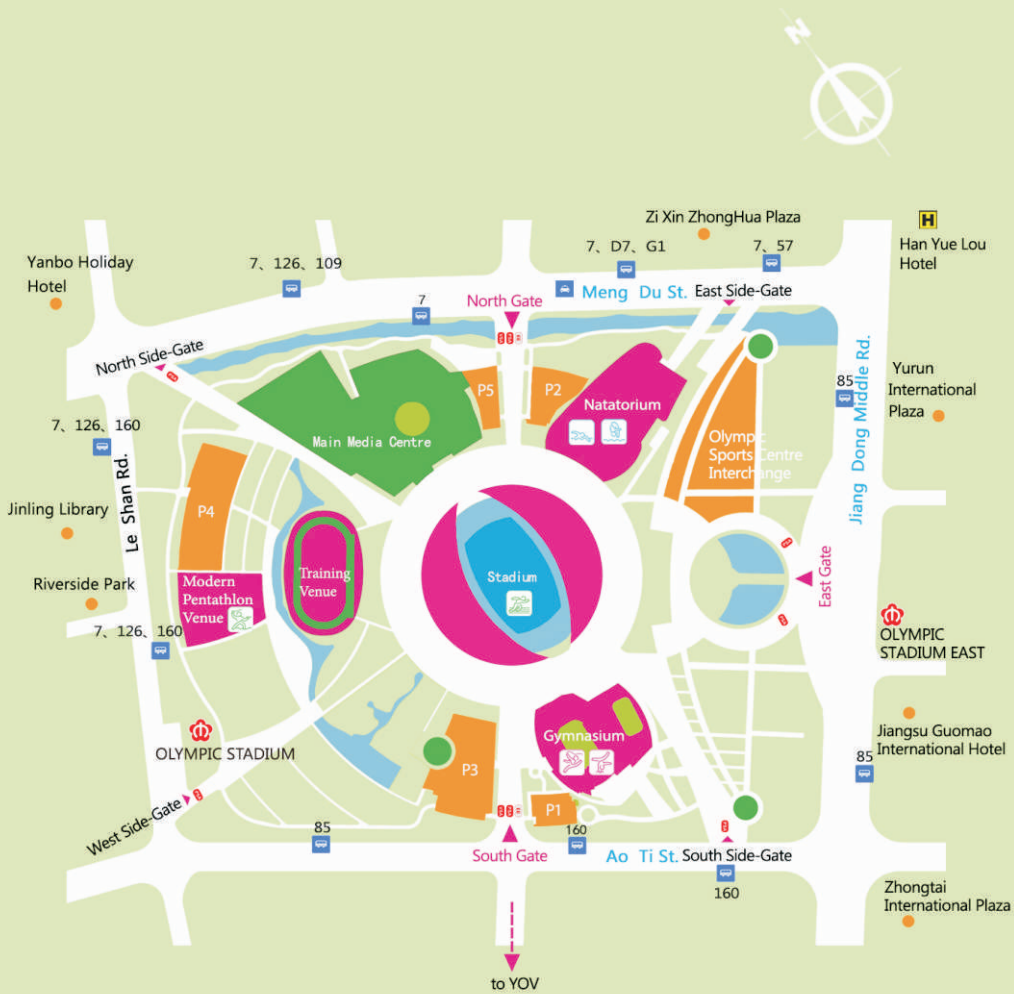 N
Zi Xin ZhongHua Plaza
H
Han Yue Lou
Hotel
Yanbo Holiday
Hotel
7、126、109
7、D7、G1
7、57
7
North Gate
Meng Du St.
East Side-Gate
North Side-Gate
P5
P2
Natatorium
85
Yurun
International
Plaza
Main Media Centre
Olympic
Sports Centre
Interchange
7、126、160
Le Shan Rd.
Jiang Dong Middle Rd.
Jinling Library
P4
Riverside Park
Modern
Pentathlon
Venue
Training
Venue
Stadium
East Gate
7、126、160
OLYMPIC
STADIUM EAST
OLYMPIC STADIUM
Gymnasium
Jiangsu Guomao
International Hotel
85
P3
P1
West Side-Gate
85
South Gate
160
Ao Ti St.
South Side-Gate
160
Zhongtai
International Plaza
to YOV